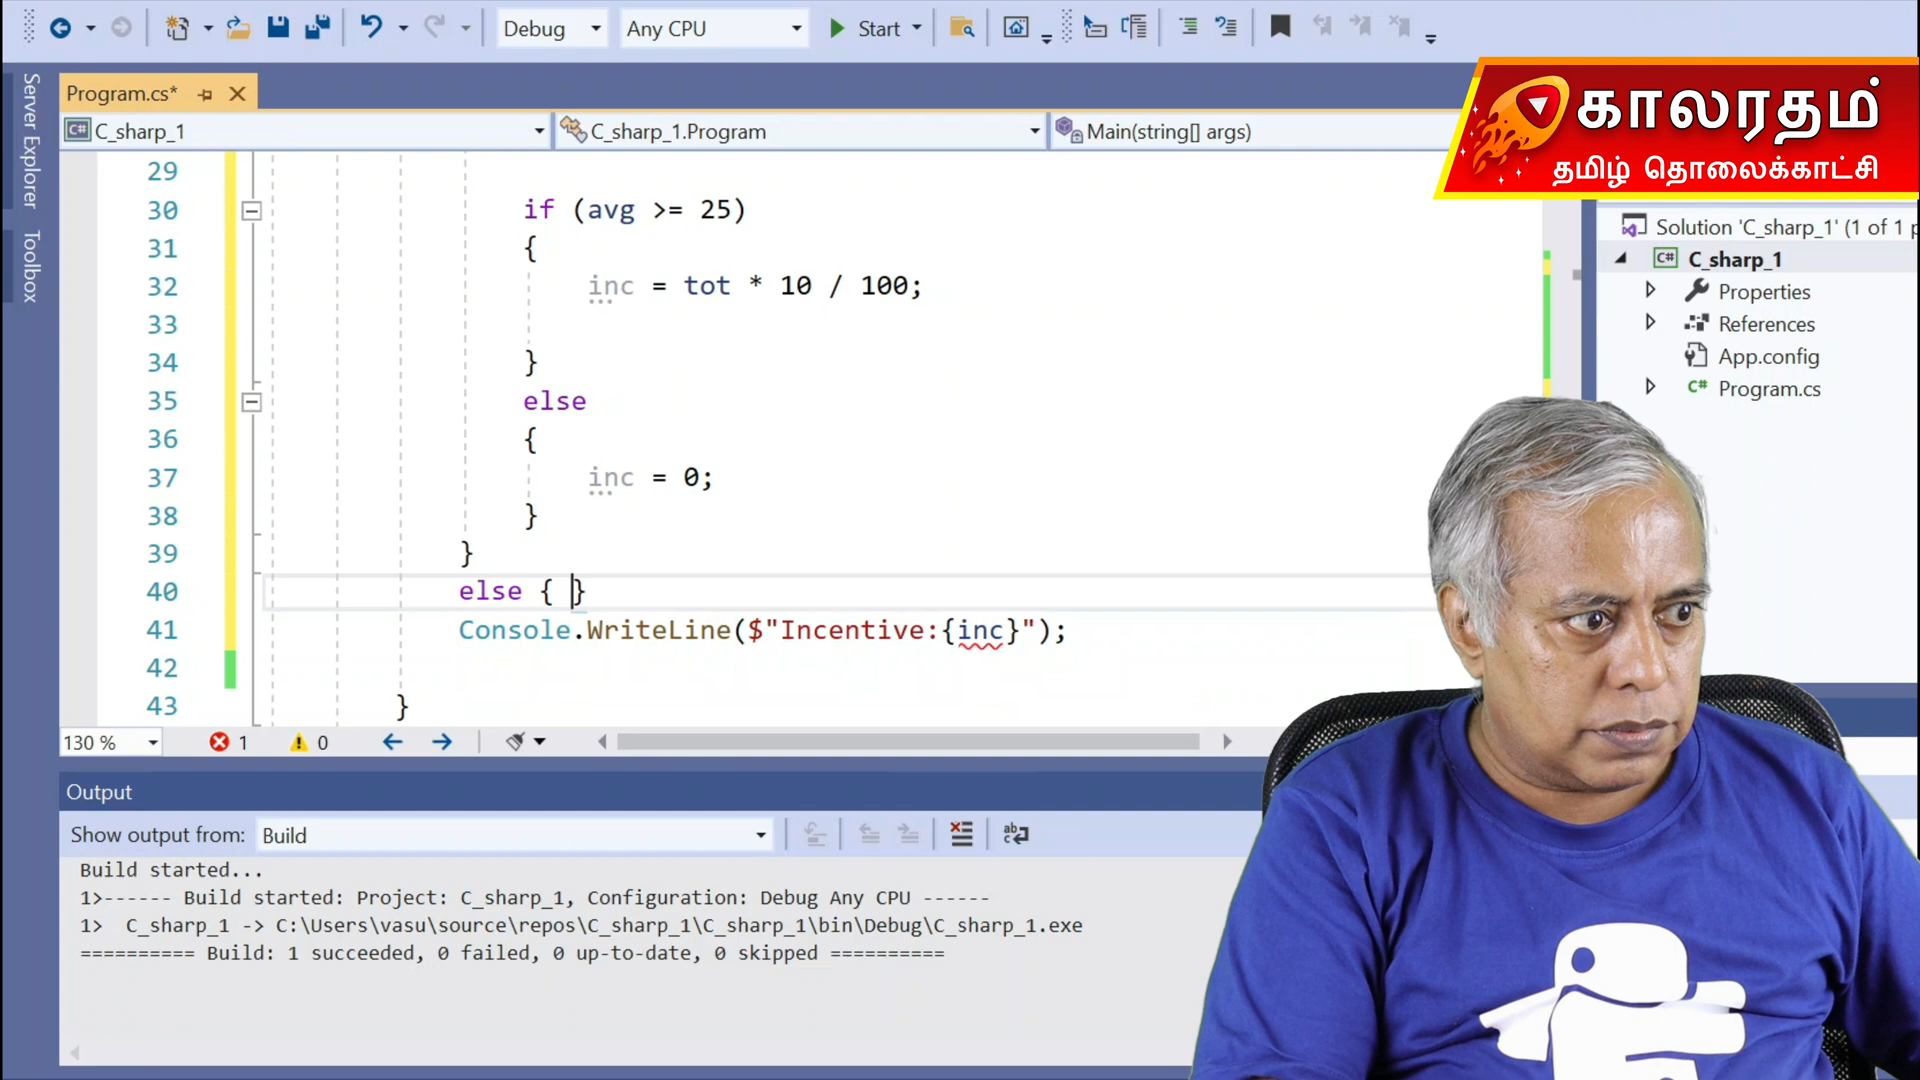 Debug
Any CPU
Start
Server Explorer
Toolbox
Program.cs*
C_sharp_1
C_sharp_1.Program
Main(string[] args)
காலரதம்
தமிழ் தொலைக்காட்சி
29
30 if (avg >= 25)
31 {
32 inc = tot * 10 / 100;
33
34 }
35 else
36 {
37 inc = 0;
38 }
39 }
40 else { }
41 Console.WriteLine($"Incentive:{inc}");
42
43 }
Solution 'C_sharp_1' (1 of 1 p
C# C_sharp_1
Properties
References
App.config
C# Program.cs
130 %
1
0
Output
Show output from: Build
Build started...
1>------ Build started: Project: C_sharp_1, Configuration: Debug Any CPU ------
1> C_sharp_1 -> C:\Users\vasu\source\repos\C_sharp_1\C_sharp_1\bin\Debug\C_sharp_1.exe
========== Build: 1 succeeded, 0 failed, 0 up-to-date, 0 skipped ==========